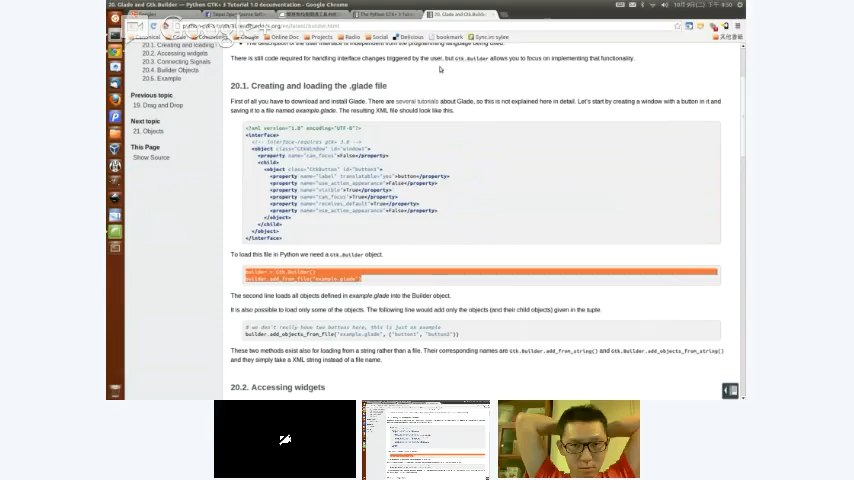 20. Glade and Gtk.Builder — Python GTK+ 3 Tutorial 1.0 documentation - Google Chrome
20.1. Creating and loading
20.2. Accessing widgets
20.3. Connecting Signals
20.4. Builder Objects
20.5. Example
Previous topic
19. Drag and Drop
Next topic
21. Objects
This Page
Show Source
There is still code required for handling interface changes triggered by the user, but Gtk.Builder allows you to focus on implementing that functionality.
20.1. Creating and loading the .glade file
First of all you have to download and install Glade. There are several tutorials about Glade, so this is not explained here in detail. Let's start by creating a window with a button in it and
saving it to a file named example.glade. The resulting XML file should look like this.
<?xml version="1.0" encoding="UTF-8"?>
<interface>
<!-- interface-requires gtk+ 3.0 -->
<object class="GtkWindow" id="window1">
<property name="can_focus">False</property>
<child>
<object class="GtkButton" id="button1">
<property name="label" translatable="yes">button</property>
<property name="use_action_appearance">False</property>
<property name="visible">True</property>
<property name="can_focus">True</property>
<property name="receives_default">True</property>
<property name="use_action_appearance">False</property>
</object>
</child>
</object>
</interface>
To load this file in Python we need a Gtk.Builder object.
builder = Gtk.Builder()
builder.add_from_file("example.glade")
The second line loads all objects defined in example.glade into the Builder object.
It is also possible to load only some of the objects. The following line would add only the objects (and their child objects) given in the tuple.
# we don't really have two buttons here, this is just an example
builder.add_objects_from_file("example.glade", ("button1", "button2"))
These two methods exist also for loading from a string rather than a file. Their corresponding names are Gtk.Builder.add_from_string() and Gtk.Builder.add_objects_from_string()
and they simply take a XML string instead of a file name.
20.2. Accessing widgets